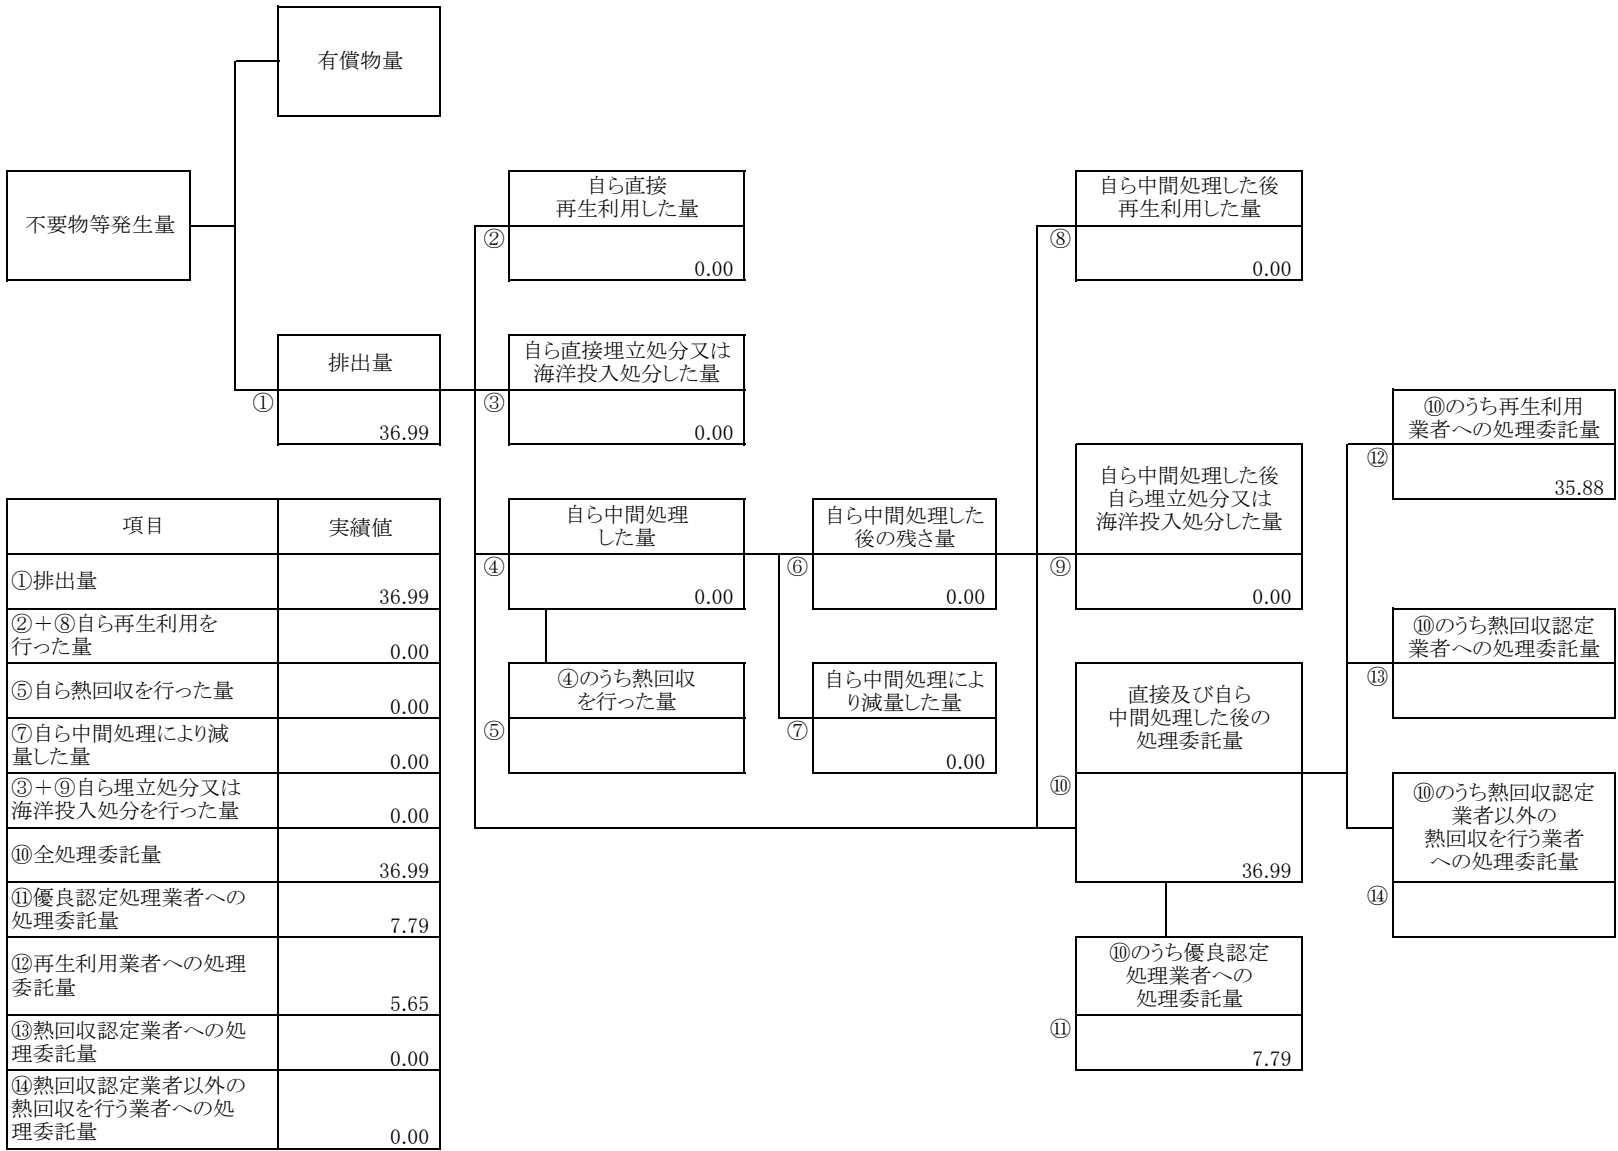 有償物量
不要物等発生量
排出量
①
36.99
自ら直接
再生利用した量
②
0.00
自ら直接埋立処分又は
海洋投入処分した量
③
0.00
自ら中間処理
した量
④
0.00
④のうち熱回収
を行った量
⑤
自ら中間処理した
後の残さ量
⑥
0.00
自ら中間処理によ
り減量した量
⑦
0.00
自ら中間処理した後
再生利用した量
⑧
0.00
自ら中間処理した後
自ら埋立処分又は
海洋投入処分した量
⑨
0.00
直接及び自ら
中間処理した後の
処理委託量
⑩
36.99
⑩のうち優良認定
処理業者への
処理委託量
⑪
7.79
⑩のうち再生利用
業者への処理委託量
⑫
35.88
⑩のうち熱回収認定
業者への処理委託量
⑬
⑩のうち熱回収認定
業者以外の
熱回収を行う業者
への処理委託量
⑭
項目
実績値
①排出量
36.99
②＋⑧自ら再生利用を
行った量
0.00
⑤自ら熱回収を行った量
0.00
⑦自ら中間処理により減
量した量
0.00
③＋⑨自ら埋立処分又は
海洋投入処分を行った量
0.00
⑩全処理委託量
36.99
⑪優良認定処理業者への
処理委託量
7.79
⑫再生利用業者への処理
委託量
5.65
⑬熱回収認定業者への処
理委託量
0.00
⑭熱回収認定業者以外の
熱回収を行う業者への処
理委託量
0.00